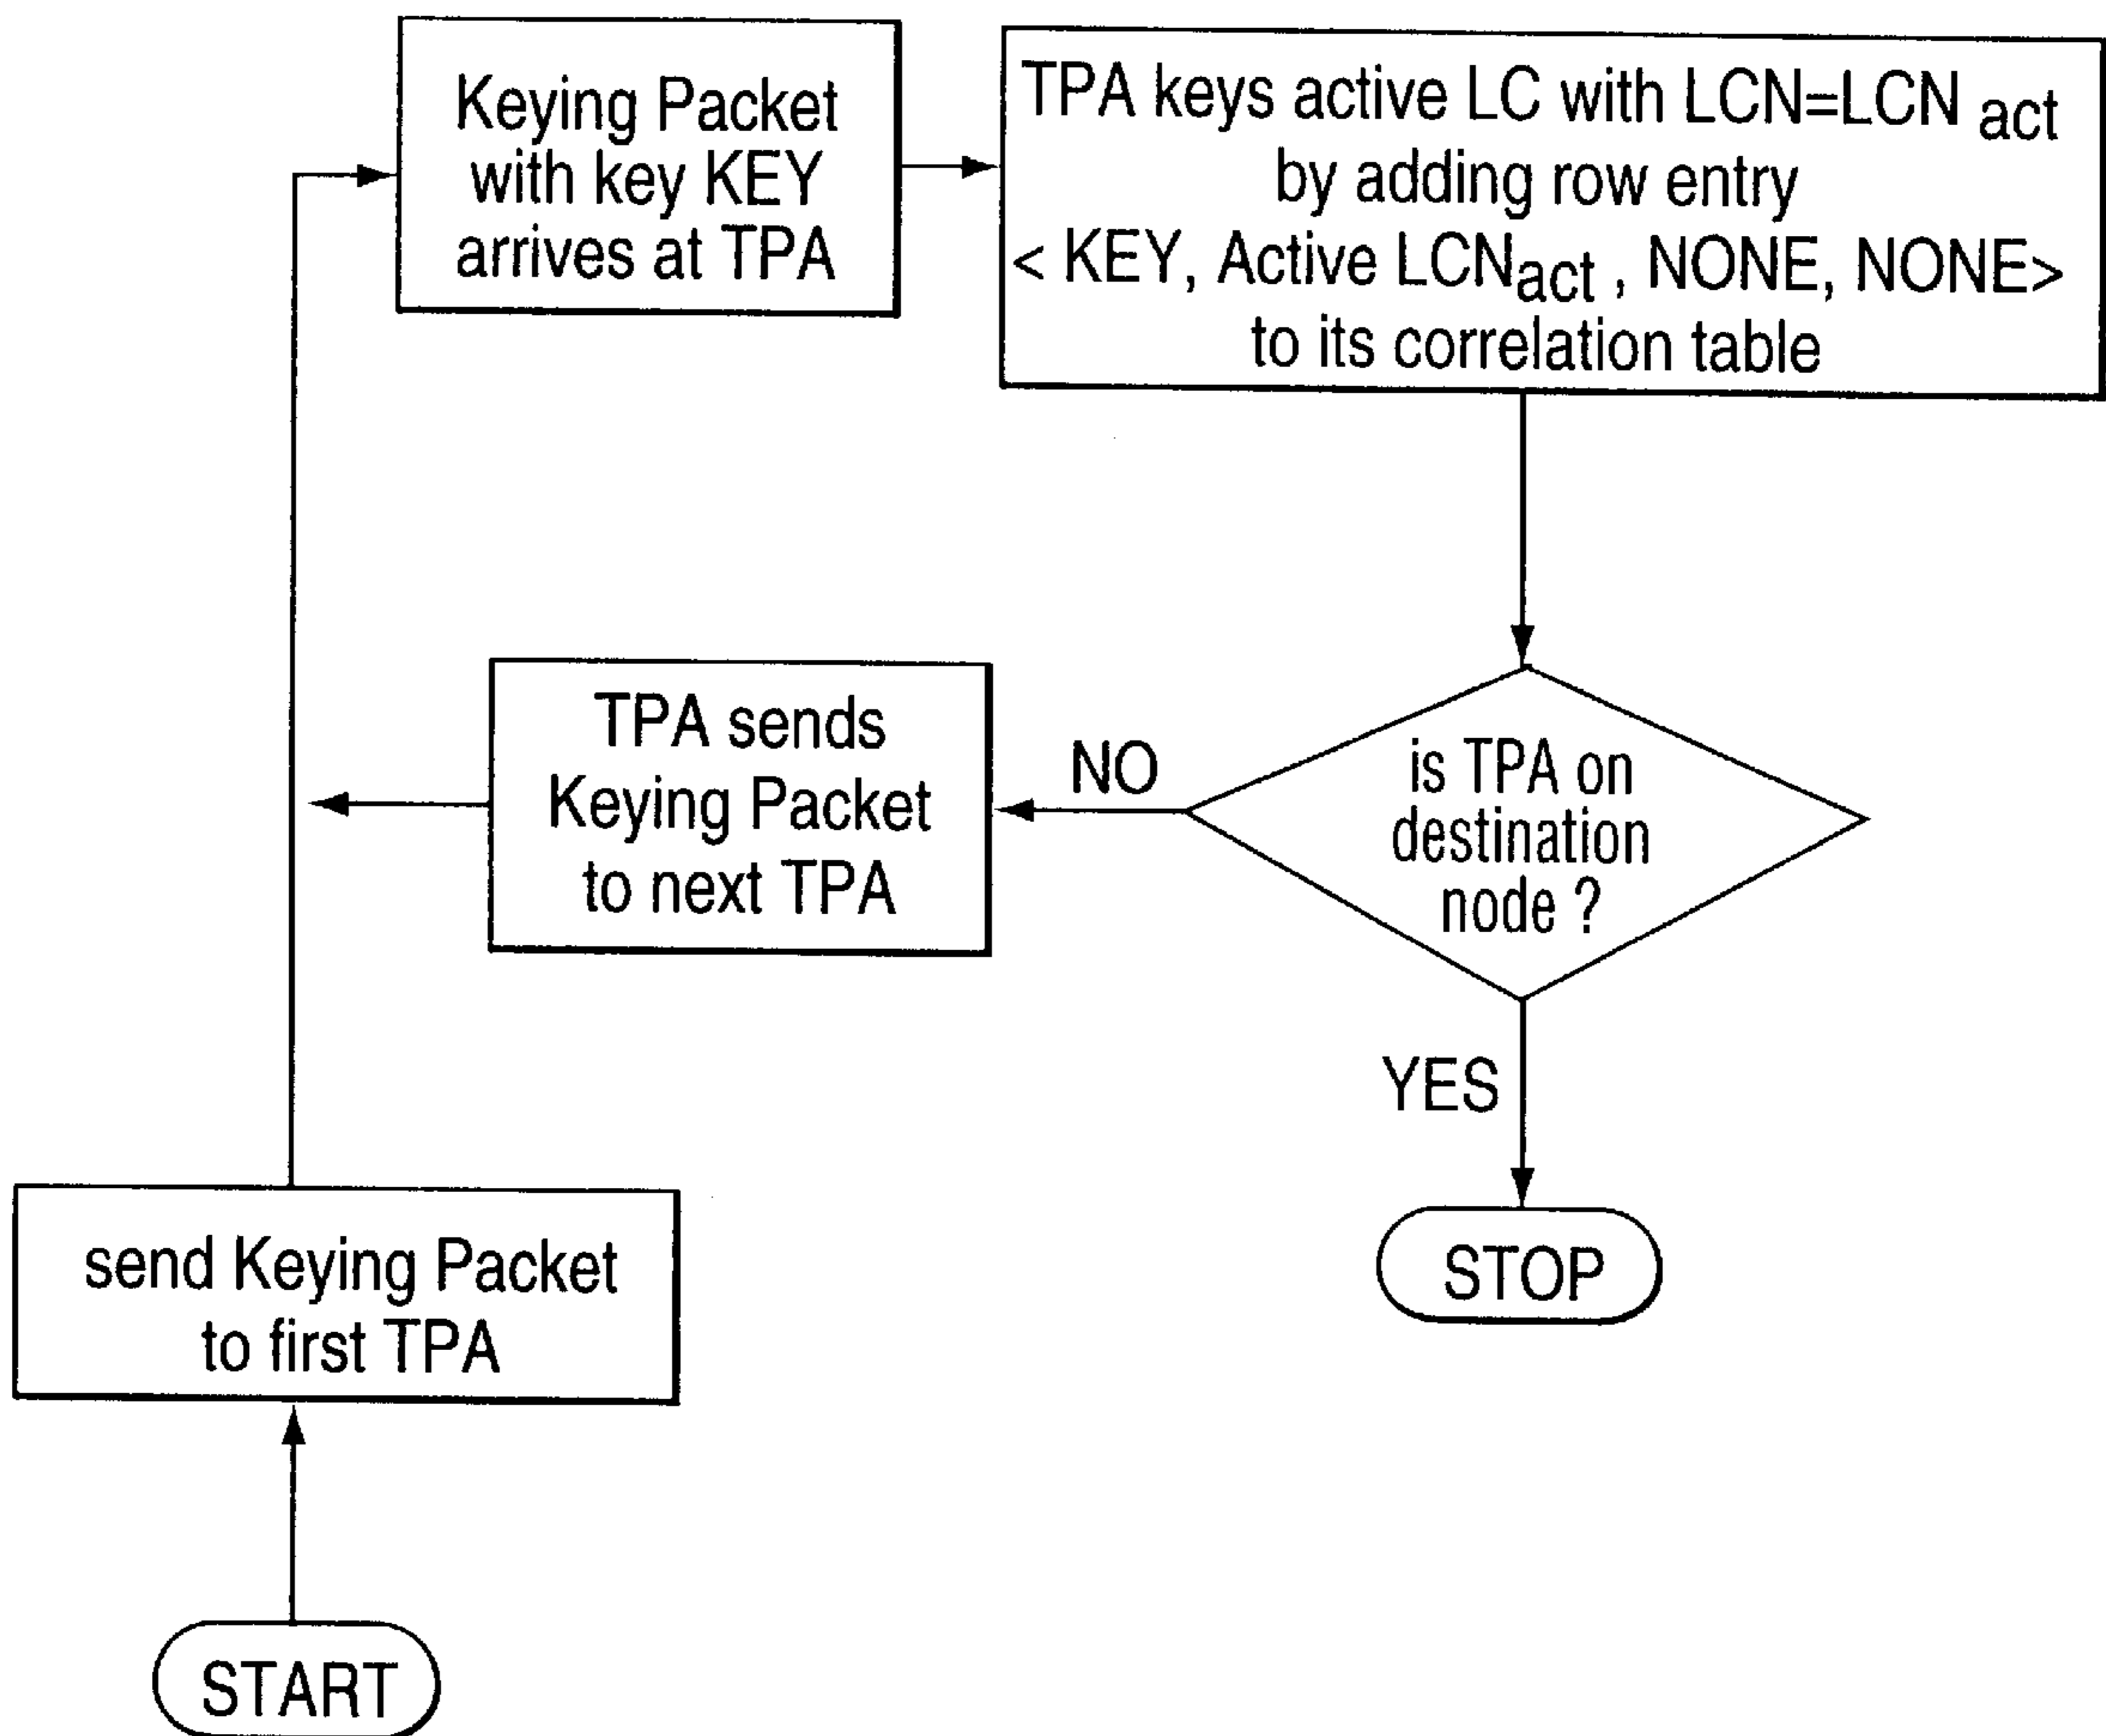 Keying Packet
with key KEY
arrives at TPA
TPA keys active LC with LCN=LCN act
by adding row entry
< KEY, Active LCNact , NONE, NONE>
to its correlation table
is TPA on
destination
node ?
NO
TPA sends
Keying Packet
to next TPA
YES
STOP
send Keying Packet
to first TPA
START